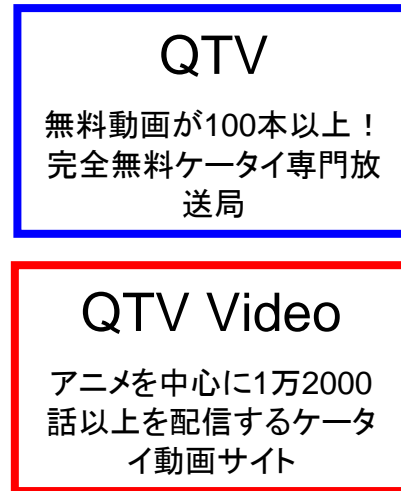 QTV
無料動画が100本以上！
完全無料ケータイ専門放
送局
QTV Video
アニメを中心に1万2000
話以上を配信するケータ
イ動画サイト